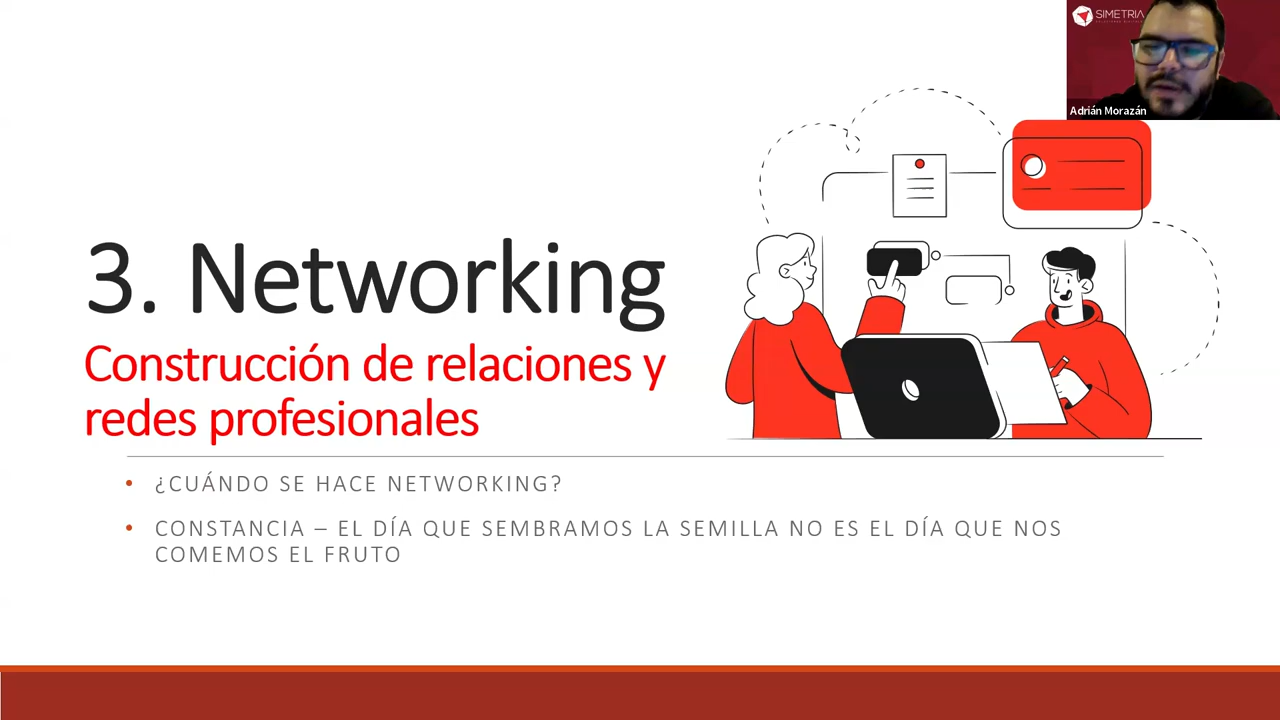 SIMETRIA
Adrián Morazán
3. Networking
Construcción de relaciones y
redes profesionales
• ¿CUÁNDO SE HACE NETWORKING?
• CONSTANCIA – EL DÍA QUE SEMBRAMOS LA SEMILLA NO ES EL DÍA QUE NOS
COMEMOS EL FRUTO